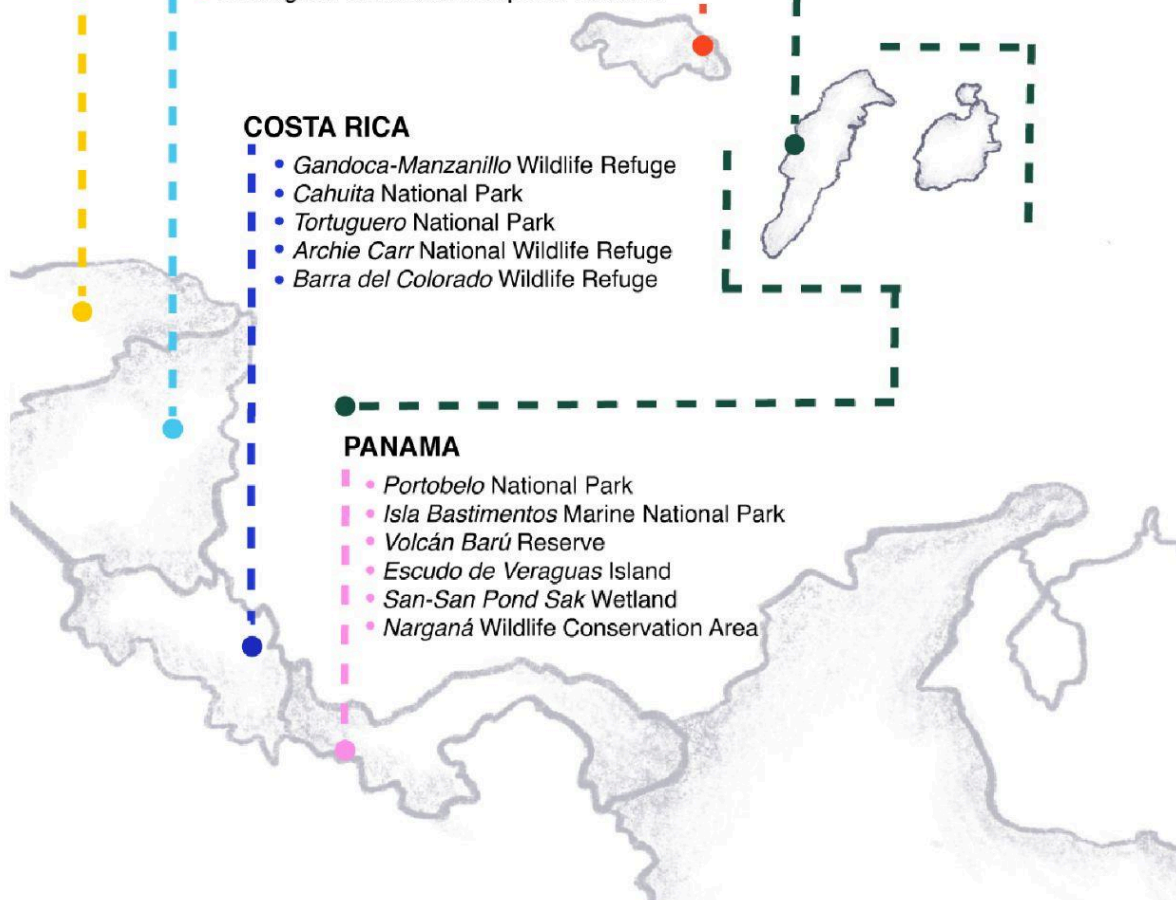 COSTA RICA
• Gandoca-Manzanillo Wildlife Refuge
• Cahuita National Park
• Tortuguero National Park
• Archie Carr National Wildlife Refuge
• Barra del Colorado Wildlife Refuge
PANAMA
• Portobelo National Park
• Isla Bastimentos Marine National Park
• Volcán Barú Reserve
• Escudo de Veraguas Island
• San-San Pond Sak Wetland
• Narganá Wildlife Conservation Area